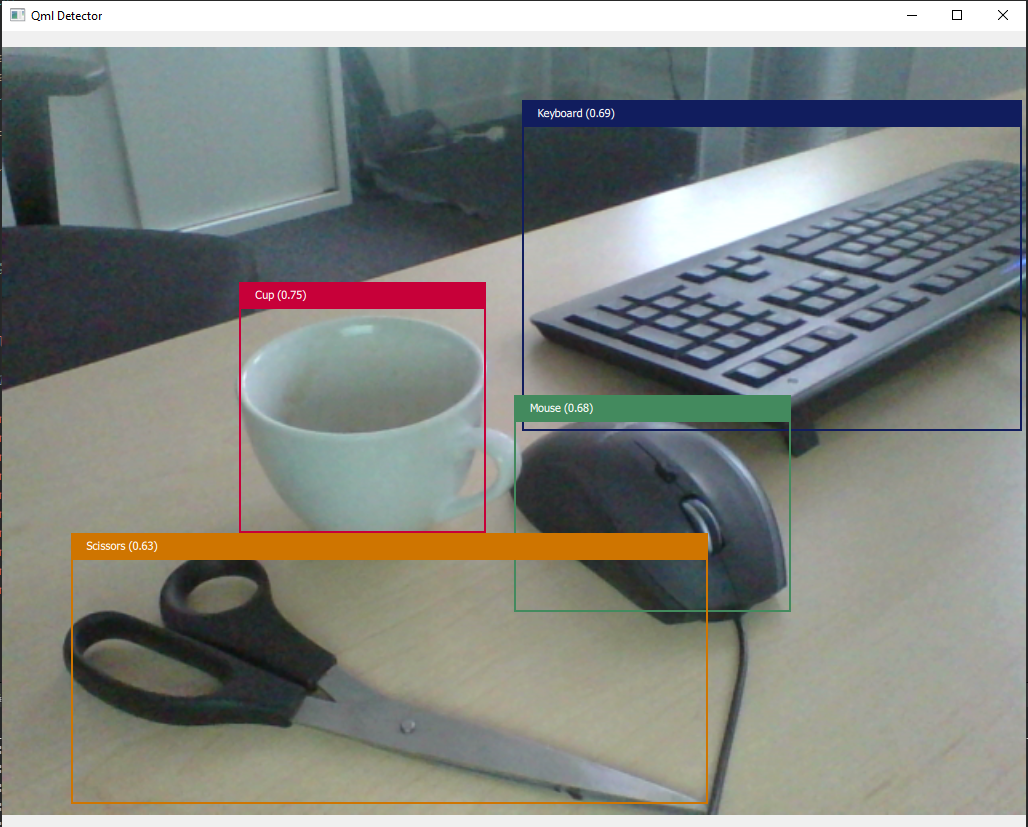 Qml Detector
Keyboard (0.69)
Cup (0.75)
Mouse (0.68)
Scissors (0.63)